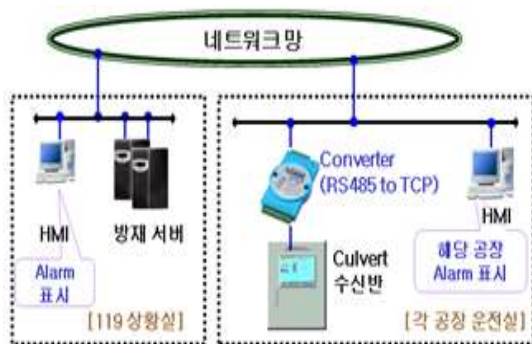 네트워크망
HMI
방재 서버
Alarm
표시
[119 상황실]
Converter
(RS485 to TCP)
Culvert
수신반
HMI
해당 공장
Alarm 표시
[각 공장 운전실]